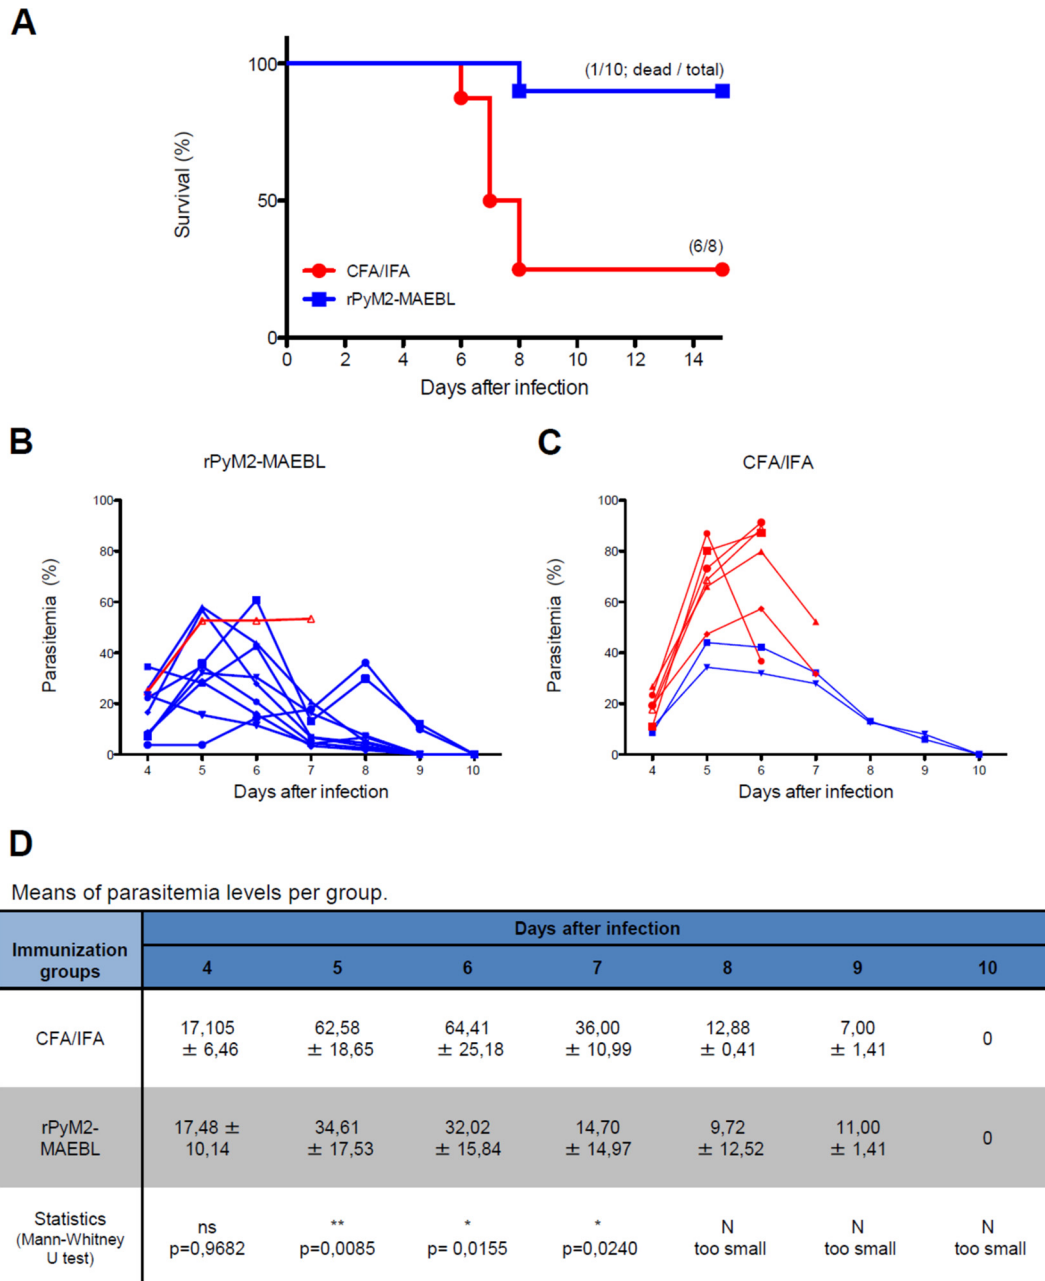 A
Survival (%)
100
50
0
(1/10; dead / total)
(6/8)
CFA/IFA
rPyM2-MAEBL
0 2 4 6 8 10 12 14
Days after infection
B
rPyM2-MAEBL
Parasitemia (%)
100
80
60
40
20
0
4 5 6 7 8 9 10
Days after infection
C
CFA/IFA
Parasitemia (%)
100
80
60
40
20
0
4 5 6 7 8 9 10
Days after infection
D
Means of parasitemia levels per group.
Immunization groups
Days after infection
4 5 6 7 8 9 10
CFA/IFA
17,105 ± 6,46
62,58 ± 18,65
64,41 ± 25,18
36,00 ± 10,99
12,88 ± 0,41
7,00 ± 1,41
0
rPyM2-MAEBL
17,48 ± 10,14
34,61 ± 17,53
32,02 ± 15,84
14,70 ± 14,97
9,72 ± 12,52
11,00 ± 1,41
0
Statistics (Mann-Whitney U test)
ns p=0,9682
** p=0,0085
* p= 0,0155
* p=0,0240
N too small
N too small
N too small